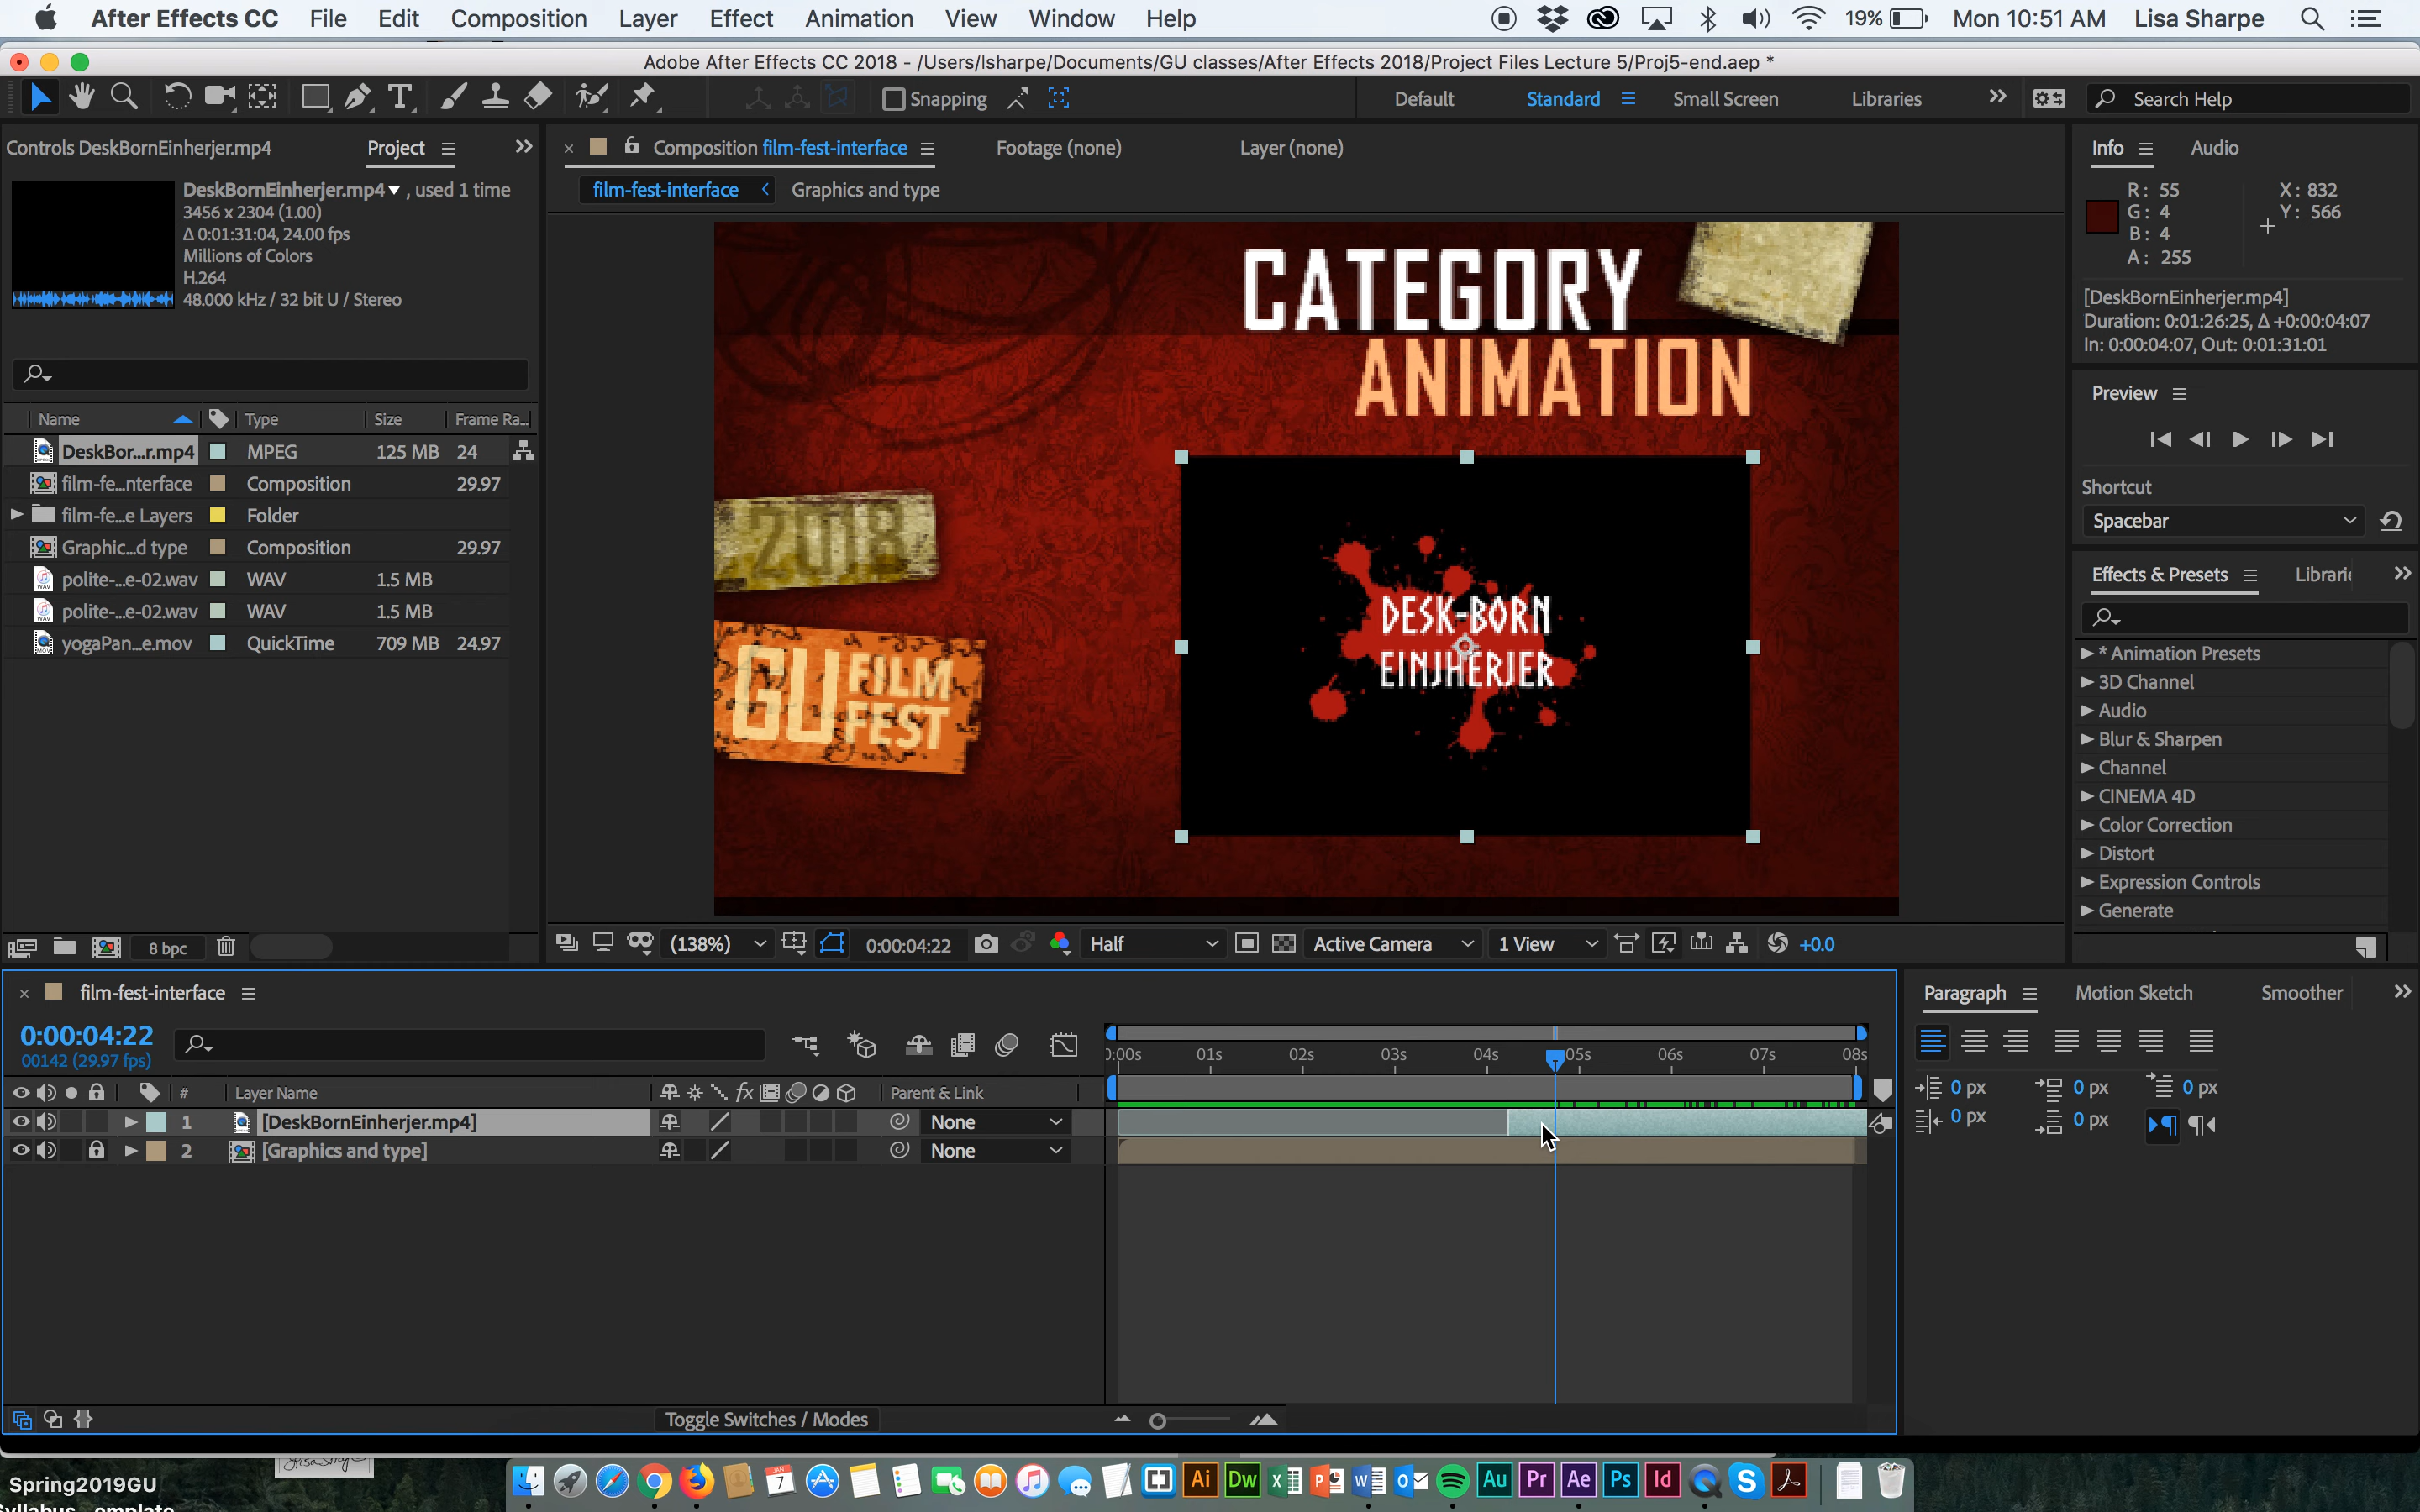 After Effects CC File Edit Composition Layer Effect Animation View Window Help 19% Mon 10:51 AM Lisa Sharpe
Adobe After Effects CC 2018 - /Users/lsharpe/Documents/GU classes/After Effects 2018/Project Files Lecture 5/Proj5-end.aep *
Snapping Default Standard Small Screen Libraries Search Help
Controls DeskBornEinherjer.mp4 Project
DeskBornEinherjer.mp4 , used 1 time
3456 x 2304 (1.00)
Δ 0:01:31:04, 24.00 fps
Millions of Colors
H.264
48.000 kHz / 32 bit U / Stereo
Name Type Size Frame Ra...
DeskBor...r.mp4 MPEG 125 MB 24
film-fe...nterface Composition 29.97
film-fe...e Layers Folder
Graphic...d type Composition 29.97
polite-...e-02.wav WAV 1.5 MB
polite-...e-02.wav WAV 1.5 MB
yogaPan...e.mov QuickTime 709 MB 24.97
8 bpc
Composition film-fest-interface Footage (none) Layer (none)
film-fest-interface Graphics and type
CATEGORY
ANIMATION
2018
GU FILM
FEST
DESK-BORN
EINJHERJER
(138%) 0:00:04:22 Half Active Camera 1 View +0.0
Info Audio
R: 55 X: 832
G: 4 Y: 566
B: 4
A: 255
[DeskBornEinherjer.mp4]
Duration: 0:01:26:25, Δ +0:00:04:07
In: 0:00:04:07, Out: 0:01:31:01
Preview
Shortcut
Spacebar
Effects & Presets Librari
* Animation Presets
3D Channel
Audio
Blur & Sharpen
Channel
CINEMA 4D
Color Correction
Distort
Expression Controls
Generate
film-fest-interface
0:00:04:22
00142 (29.97 fps)
0:00s 01s 02s 03s 04s 05s 06s 07s 08s
# Layer Name fx Parent & Link
1 [DeskBornEinherjer.mp4] None
2 [Graphics and type] None
Toggle Switches / Modes
Paragraph Motion Sketch Smoother
0 px 0 px 0 px
0 px 0 px
Spring2019GU
JAN
7
Ai Dw Au Pr Ae Ps Id